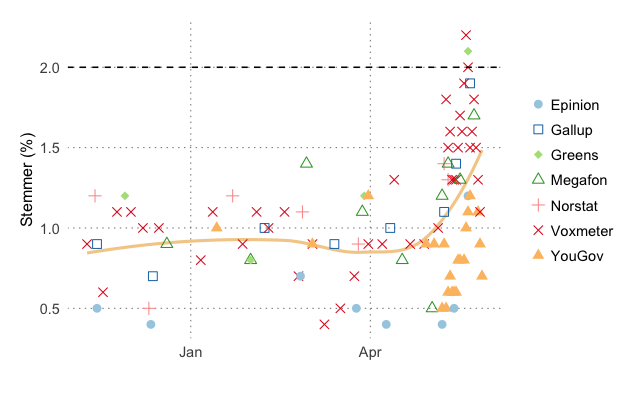 Stemmer (%)
2.0
1.5
1.0
0.5
Jan
Apr
Epinion
Gallup
Greens
Megafon
Norstat
Voxmeter
YouGov